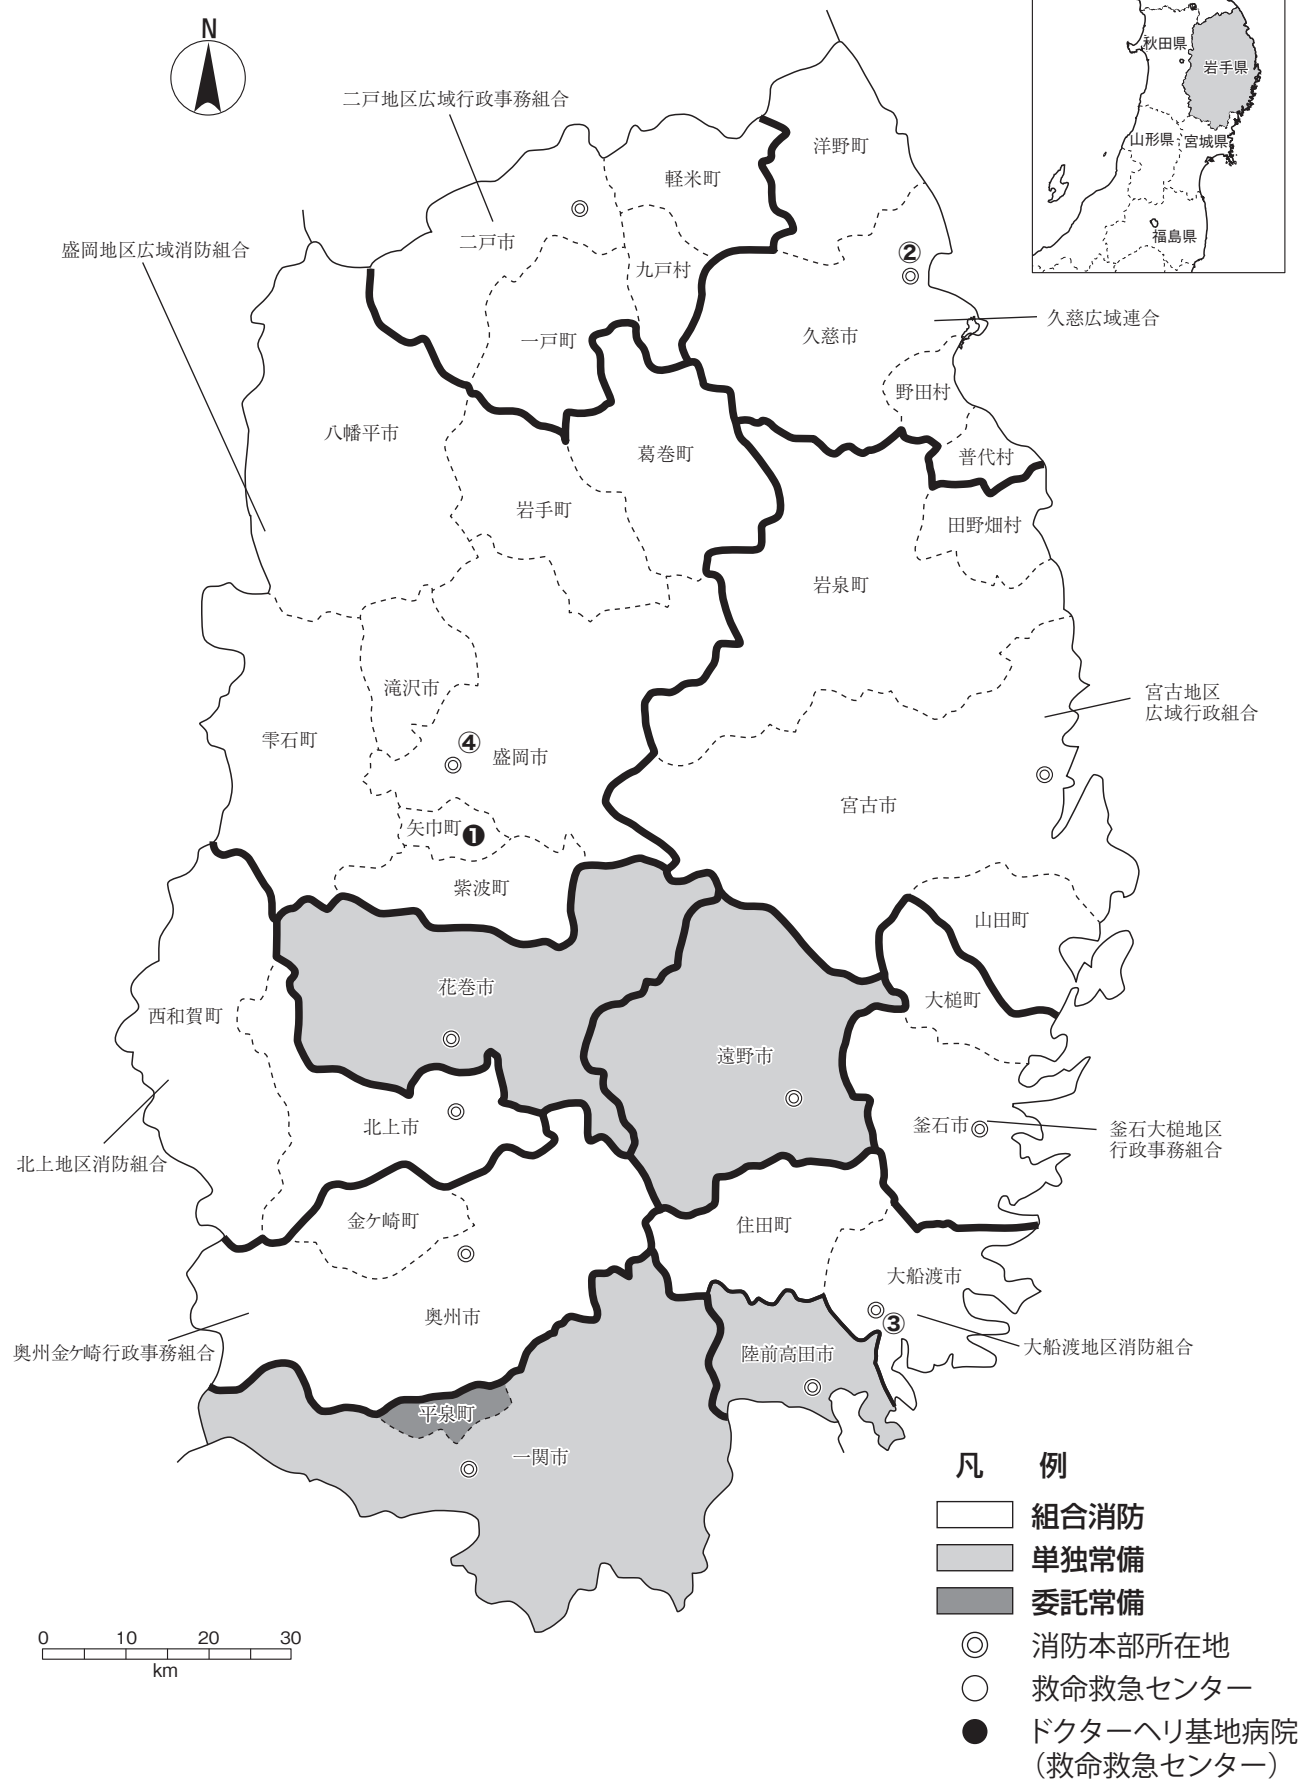 N
秋田県
岩手県
山形県
宮城県
福島県
二戸地区広域行政事務組合
洋野町
軽米町
二戸市
盛岡地区広域消防組合
九戸村
②
久慈広域連合
久慈市
一戸町
野田村
八幡平市
葛巻町
普代村
岩手町
田野畑村
岩泉町
滝沢市
宮古地区
広域行政組合
雫石町
④
盛岡市
宮古市
矢巾町
❶
紫波町
山田町
花巻市
大槌町
西和賀町
遠野市
北上市
釜石市
釜石大槌地区
行政事務組合
北上地区消防組合
金ケ崎町
住田町
大船渡市
奥州市
③
大船渡地区消防組合
奥州金ケ崎行政事務組合
陸前高田市
平泉町
一関市
凡 例
組合消防
単独常備
委託常備
消防本部所在地
救命救急センター
ドクターヘリ基地病院
（救命救急センター）
0 10 20 30
km